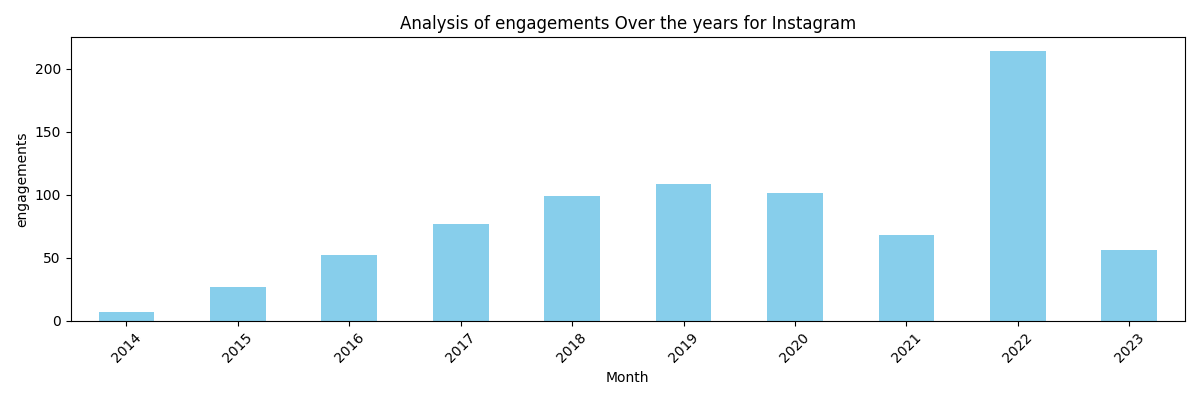 Analysis of engagements Over the years for Instagram
engagements
200
150
100
50
0
2014 2015 2016 2017 2018 2019 2020 2021 2022 2023
Month